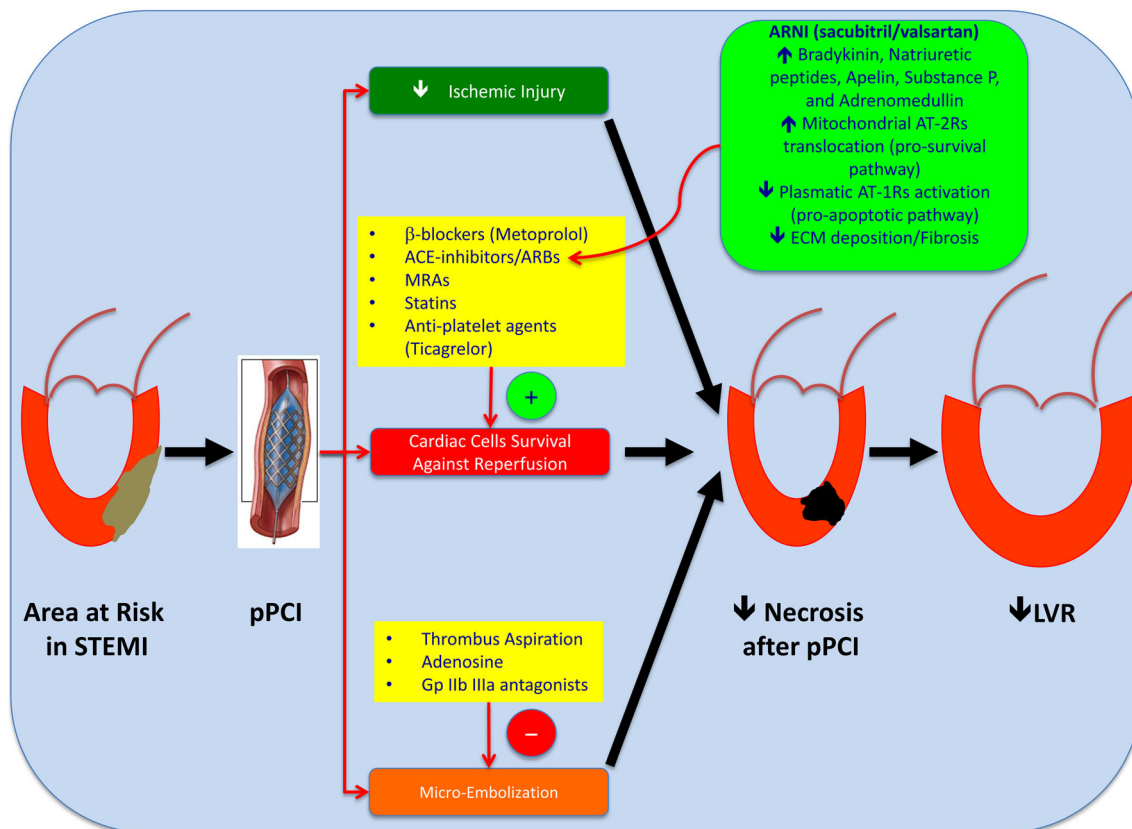 ARNI (sacubitril/valsartan)
🡹 Bradykinin, Natriuretic
peptides, Apelin, Substance P,
and Adrenomedullin
🡹 Mitochondrial AT-2Rs
translocation (pro-survival
pathway)
🡻 Plasmatic AT-1Rs activation
(pro-apoptotic pathway)
🡻 ECM deposition/Fibrosis
🡻 Ischemic Injury
• β-blockers (Metoprolol)
• ACE-inhibitors/ARBs
• MRAs
• Statins
• Anti-platelet agents
(Ticagrelor)
+
Cardiac Cells Survival
Against Reperfusion
Area at Risk
in STEMI
pPCI
🡻 Necrosis
after pPCI
🡻LVR
• Thrombus Aspiration
• Adenosine
• Gp IIb IIIa antagonists
−
Micro-Embolization